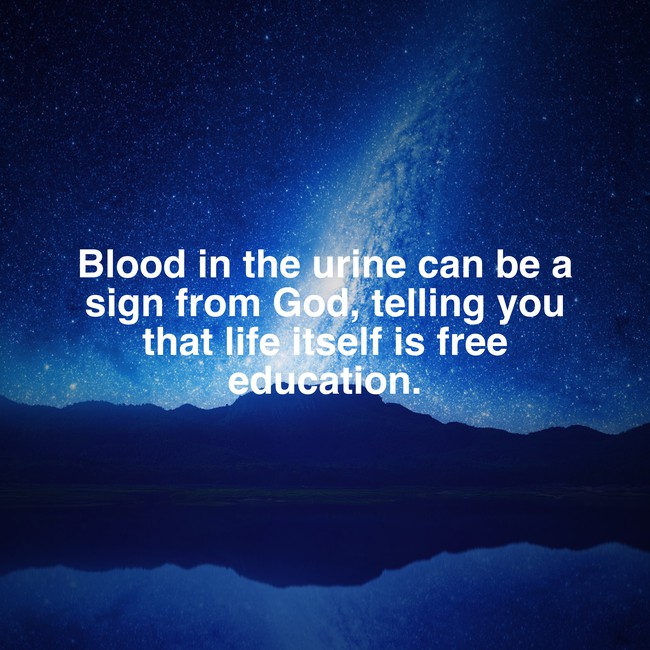 Blood in the urine can be a
sign from God, telling you
that life itself is free
education.